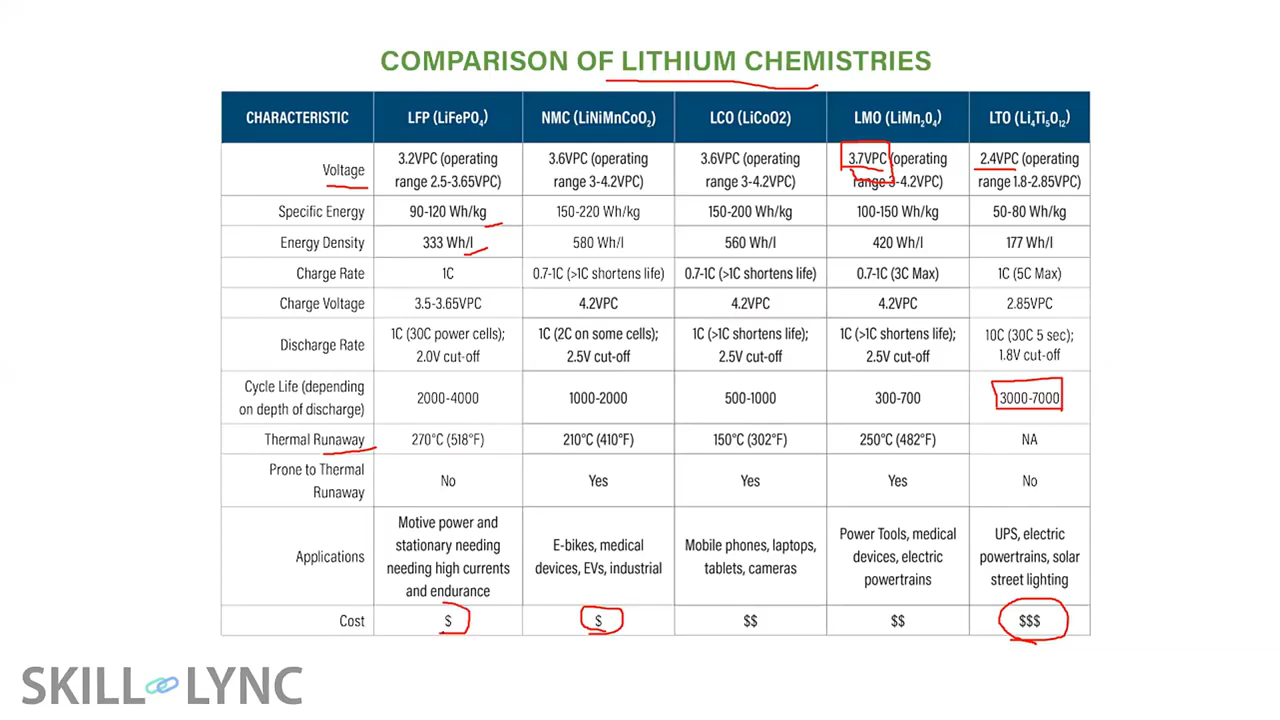 COMPARISON OF LITHIUM CHEMISTRIES
CHARACTERISTIC LFP (LiFePO₄) NMC (LiNiMnCoO₂) LCO (LiCoO2) LMO (LiMn₂0₄) LTO (Li₄Ti₅O₁₂)
Voltage 3.2VPC (operating range 2.5-3.65VPC) 3.6VPC (operating range 3-4.2VPC) 3.6VPC (operating range 3-4.2VPC) 3.7VPC (operating range 3-4.2VPC) 2.4VPC (operating range 1.8-2.85VPC)
Specific Energy 90-120 Wh/kg 150-220 Wh/kg 150-200 Wh/kg 100-150 Wh/kg 50-80 Wh/kg
Energy Density 333 Wh/l 580 Wh/l 560 Wh/l 420 Wh/l 177 Wh/l
Charge Rate 1C 0.7-1C (>1C shortens life) 0.7-1C (>1C shortens life) 0.7-1C (3C Max) 1C (5C Max)
Charge Voltage 3.5-3.65VPC 4.2VPC 4.2VPC 4.2VPC 2.85VPC
Discharge Rate 1C (30C power cells); 2.0V cut-off 1C (2C on some cells); 2.5V cut-off 1C (>1C shortens life); 2.5V cut-off 1C (>1C shortens life); 2.5V cut-off 10C (30C 5 sec); 1.8V cut-off
Cycle Life (depending on depth of discharge) 2000-4000 1000-2000 500-1000 300-700 3000-7000
Thermal Runaway 270°C (518°F) 210°C (410°F) 150°C (302°F) 250°C (482°F) NA
Prone to Thermal Runaway No Yes Yes Yes No
Applications Motive power and stationary needing needing high currents and endurance E-bikes, medical devices, EVs, industrial Mobile phones, laptops, tablets, cameras Power Tools, medical devices, electric powertrains UPS, electric powertrains, solar street lighting
Cost $ $ $$ $$ $$$
SKILL LYNC